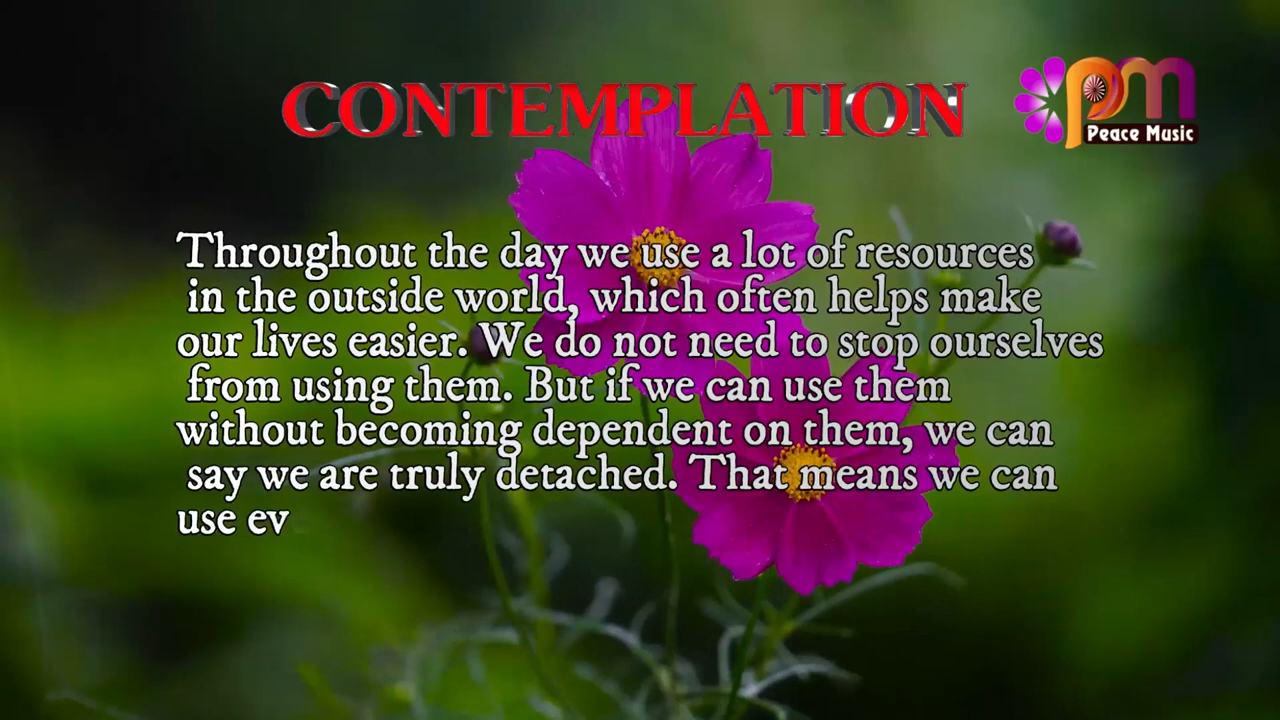 CONTEMPLATION
pm
Peace Music
Throughout the day we use a lot of resources
in the outside world, which often helps make
our lives easier. We do not need to stop ourselves
from using them. But if we can use them
without becoming dependent on them, we can
say we are truly detached. That means we can
use ev